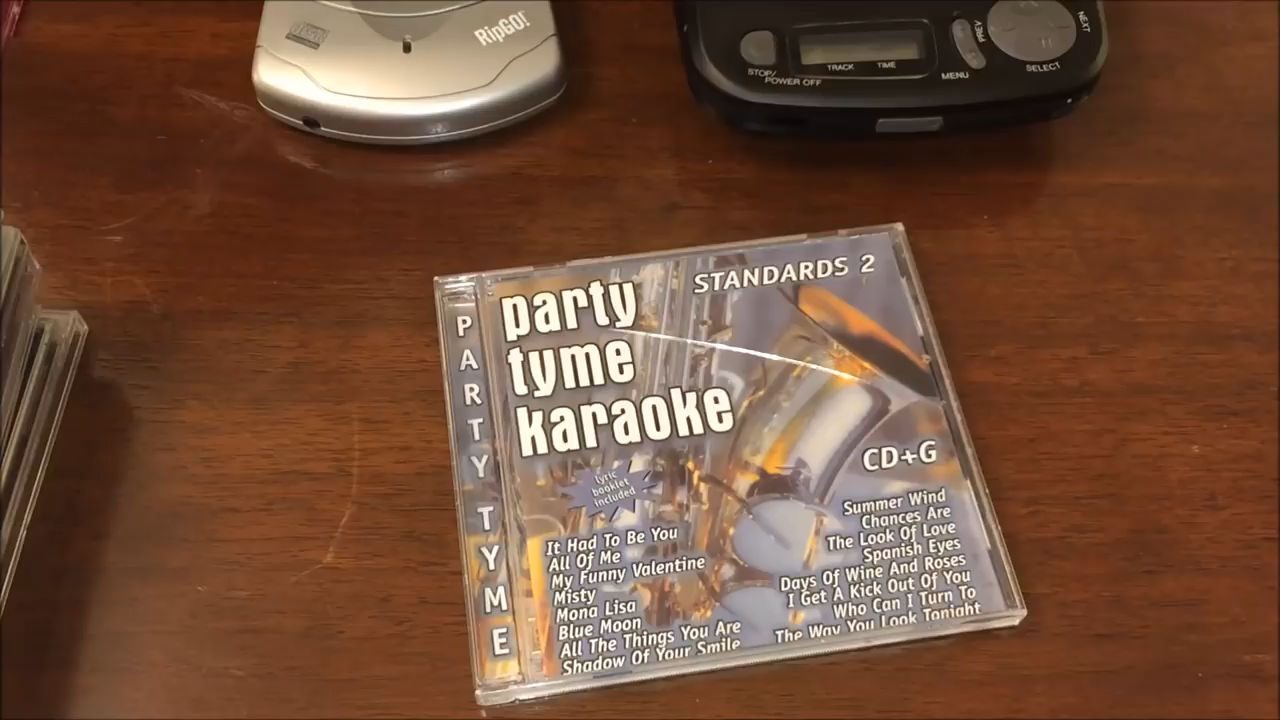 RipGO!
STOP/
POWER OFF
TRACK
TIME
MENU
PREV
NEXT
SELECT
PARTY TYME
party
tyme
karaoke
STANDARDS 2
CD+G
lyric
booklet
included
It Had To Be You
All Of Me
My Funny Valentine
Misty
Mona Lisa
Blue Moon
All The Things You Are
Shadow Of Your Smile
Summer Wind
Chances Are
The Look Of Love
Spanish Eyes
Days Of Wine And Roses
I Get A Kick Out Of You
Who Can I Turn To
The Way You Look Tonight